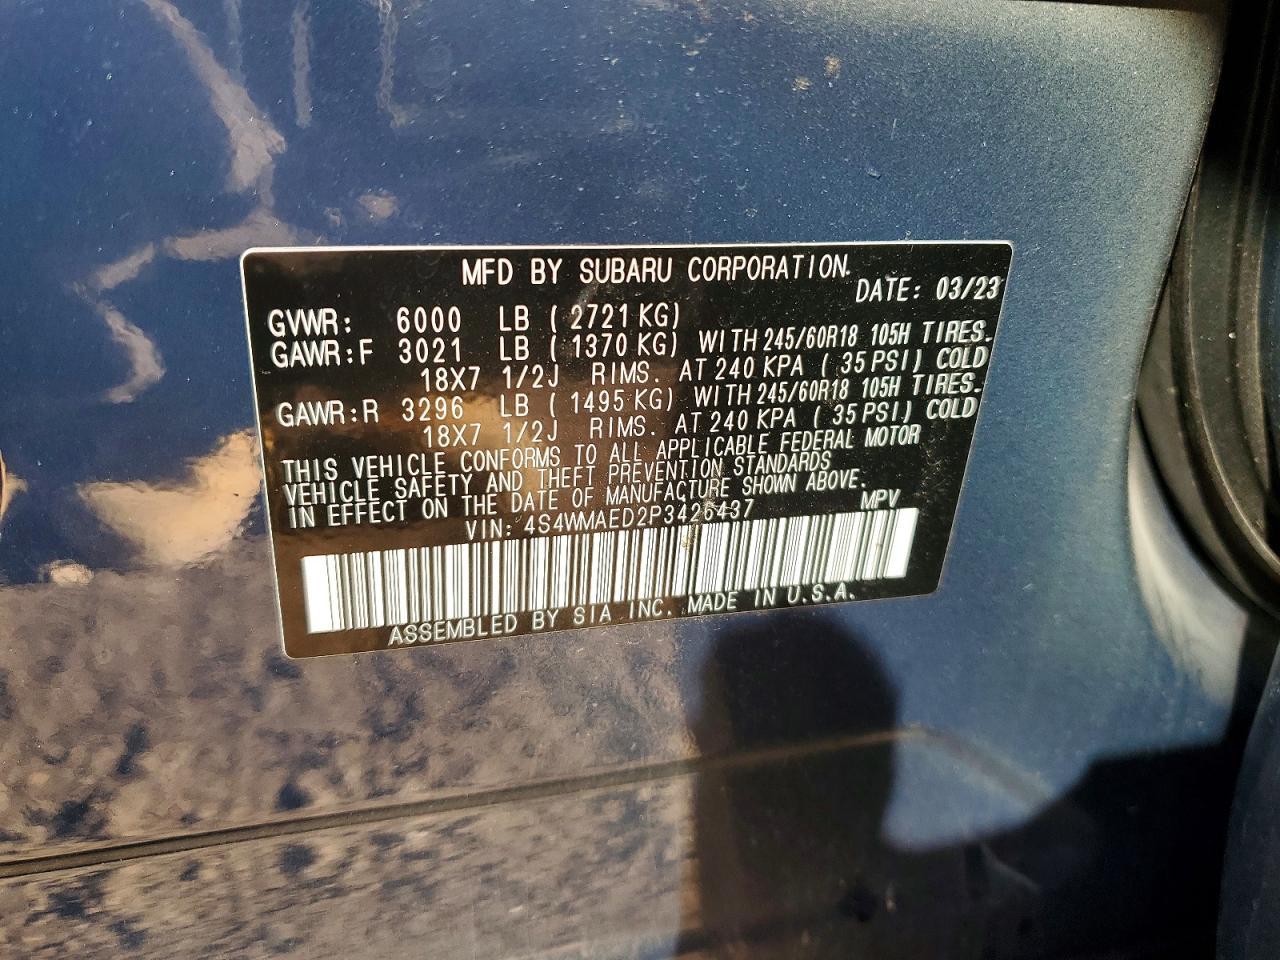 MFD BY SUBARU CORPORATION.
DATE: 03/23
GVWR: 6000 LB ( 2721 KG)
GAWR:F 3021 LB ( 1370 KG) WITH 245/60R18 105H TIRES.
18X7 1/2J RIMS. AT 240 KPA ( 35 PSI) COLD
GAWR:R 3296 LB ( 1495 KG) WITH 245/60R18 105H TIRES.
18X7 1/2J RIMS. AT 240 KPA ( 35 PSI) COLD
THIS VEHICLE CONFORMS TO ALL APPLICABLE FEDERAL MOTOR
VEHICLE SAFETY AND THEFT PREVENTION STANDARDS
IN EFFECT ON THE DATE OF MANUFACTURE SHOWN ABOVE.
VIN: 4S4WMAED2P3426437 MPV
ASSEMBLED BY SIA INC. MADE IN U.S.A.